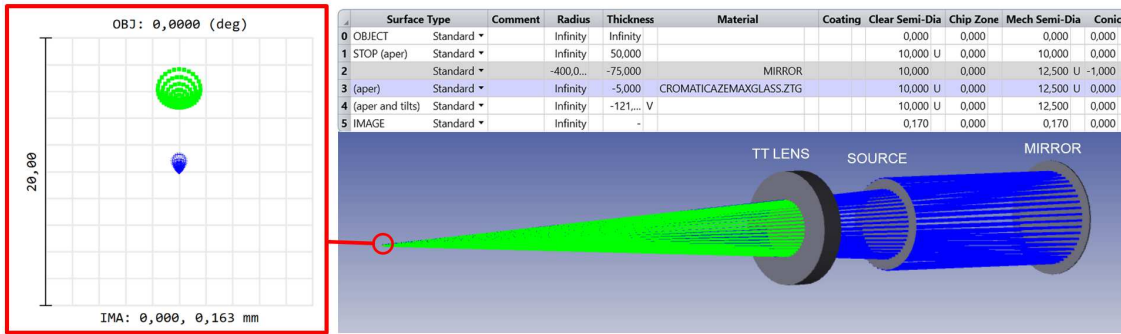 OBJ: 0,0000 (deg)
20,00
IMA: 0,000, 0,163 mm
Surface Type Comment Radius Thickness Material Coating Clear Semi-Dia Chip Zone Mech Semi-Dia Conic
0 OBJECT Standard Infinity Infinity 0,000 0,000 0,000 0,000
1 STOP (aper) Standard Infinity 50,000 10,000 U 0,000 10,000 0,000
2 Standard -400,0... -75,000 MIRROR 10,000 0,000 12,500 U -1,000
3 (aper) Standard Infinity -5,000 CROMATICAZEMAXGLASS.ZTG 10,000 U 0,000 12,500 U 0,000
4 (aper and tilts) Standard Infinity -121,... V 10,000 U 0,000 12,500 0,000
5 IMAGE Standard Infinity - 0,170 0,000 0,170 0,000
TT LENS
SOURCE
MIRROR